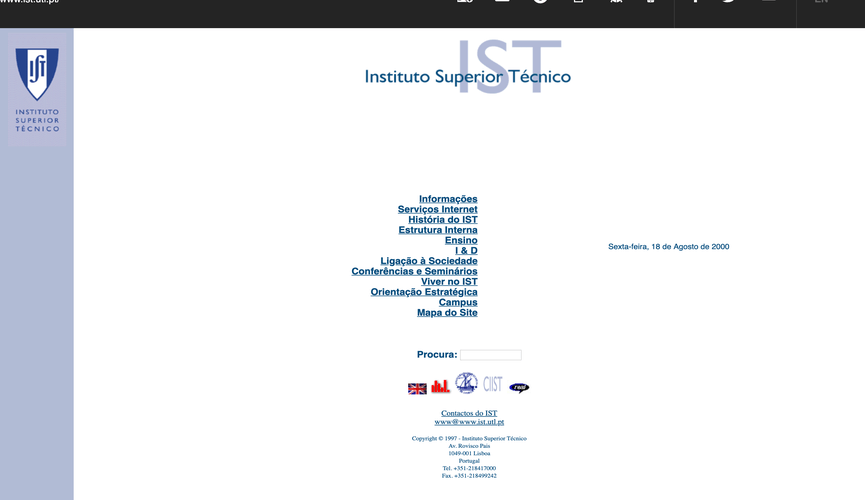 www.ist.utl.pt/
EN
INSTITUTO
SUPERIOR
TÉCNICO
IST
Instituto Superior Técnico
Informações
Serviços Internet
História do IST
Estrutura Interna
Ensino
I & D
Ligação à Sociedade
Conferências e Seminários
Viver no IST
Orientação Estratégica
Campus
Mapa do Site
Sexta-feira, 18 de Agosto de 2000
Procura:
CIIST
real
Contactos do IST
www@www.ist.utl.pt
Copyright © 1997 - Instituto Superior Técnico
Av. Rovisco Pais
1049-001 Lisboa
Portugal
Tel. +351-218417000
Fax. +351-218499242